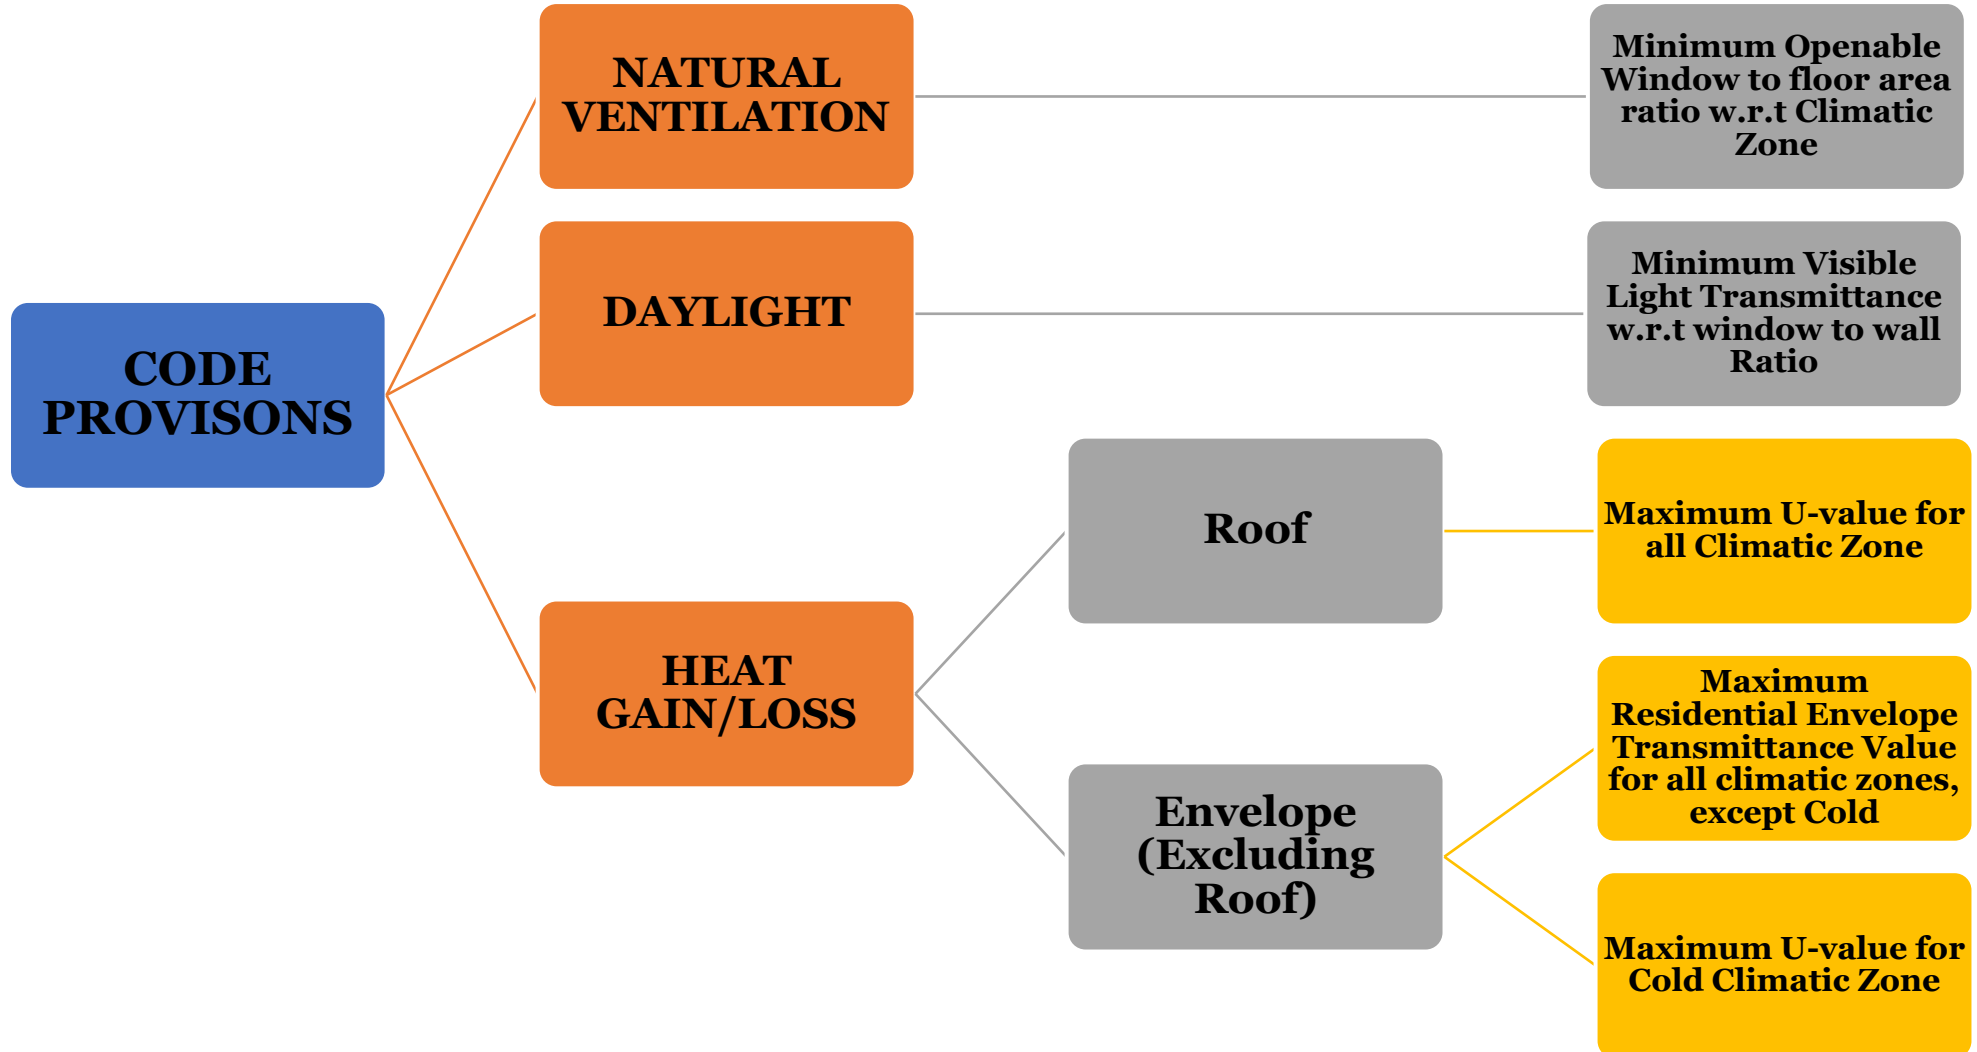 NATURAL
VENTILATION
Minimum Openable
Window to floor area
ratio w.r.t Climatic
Zone
DAYLIGHT
Minimum Visible
Light Transmittance
w.r.t window to wall
Ratio
CODE
PROVISONS
Roof
Maximum U-value for
all Climatic Zone
HEAT
GAIN/LOSS
Maximum
Residential Envelope
Transmittance Value
for all climatic zones,
except Cold
Envelope
(Excluding
Roof)
Maximum U-value for
Cold Climatic Zone